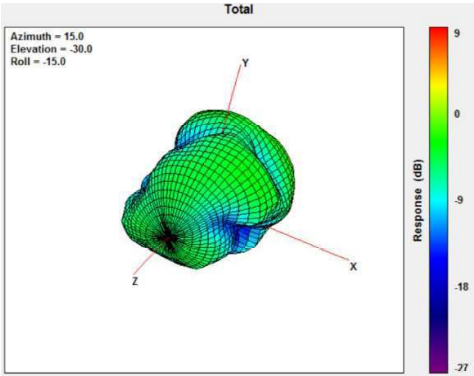 Total
Azimuth = 15.0
Elevation = -30.0
Roll = -15.0
Y
X
Z
9
0
-9
-18
-27
Response (dB)